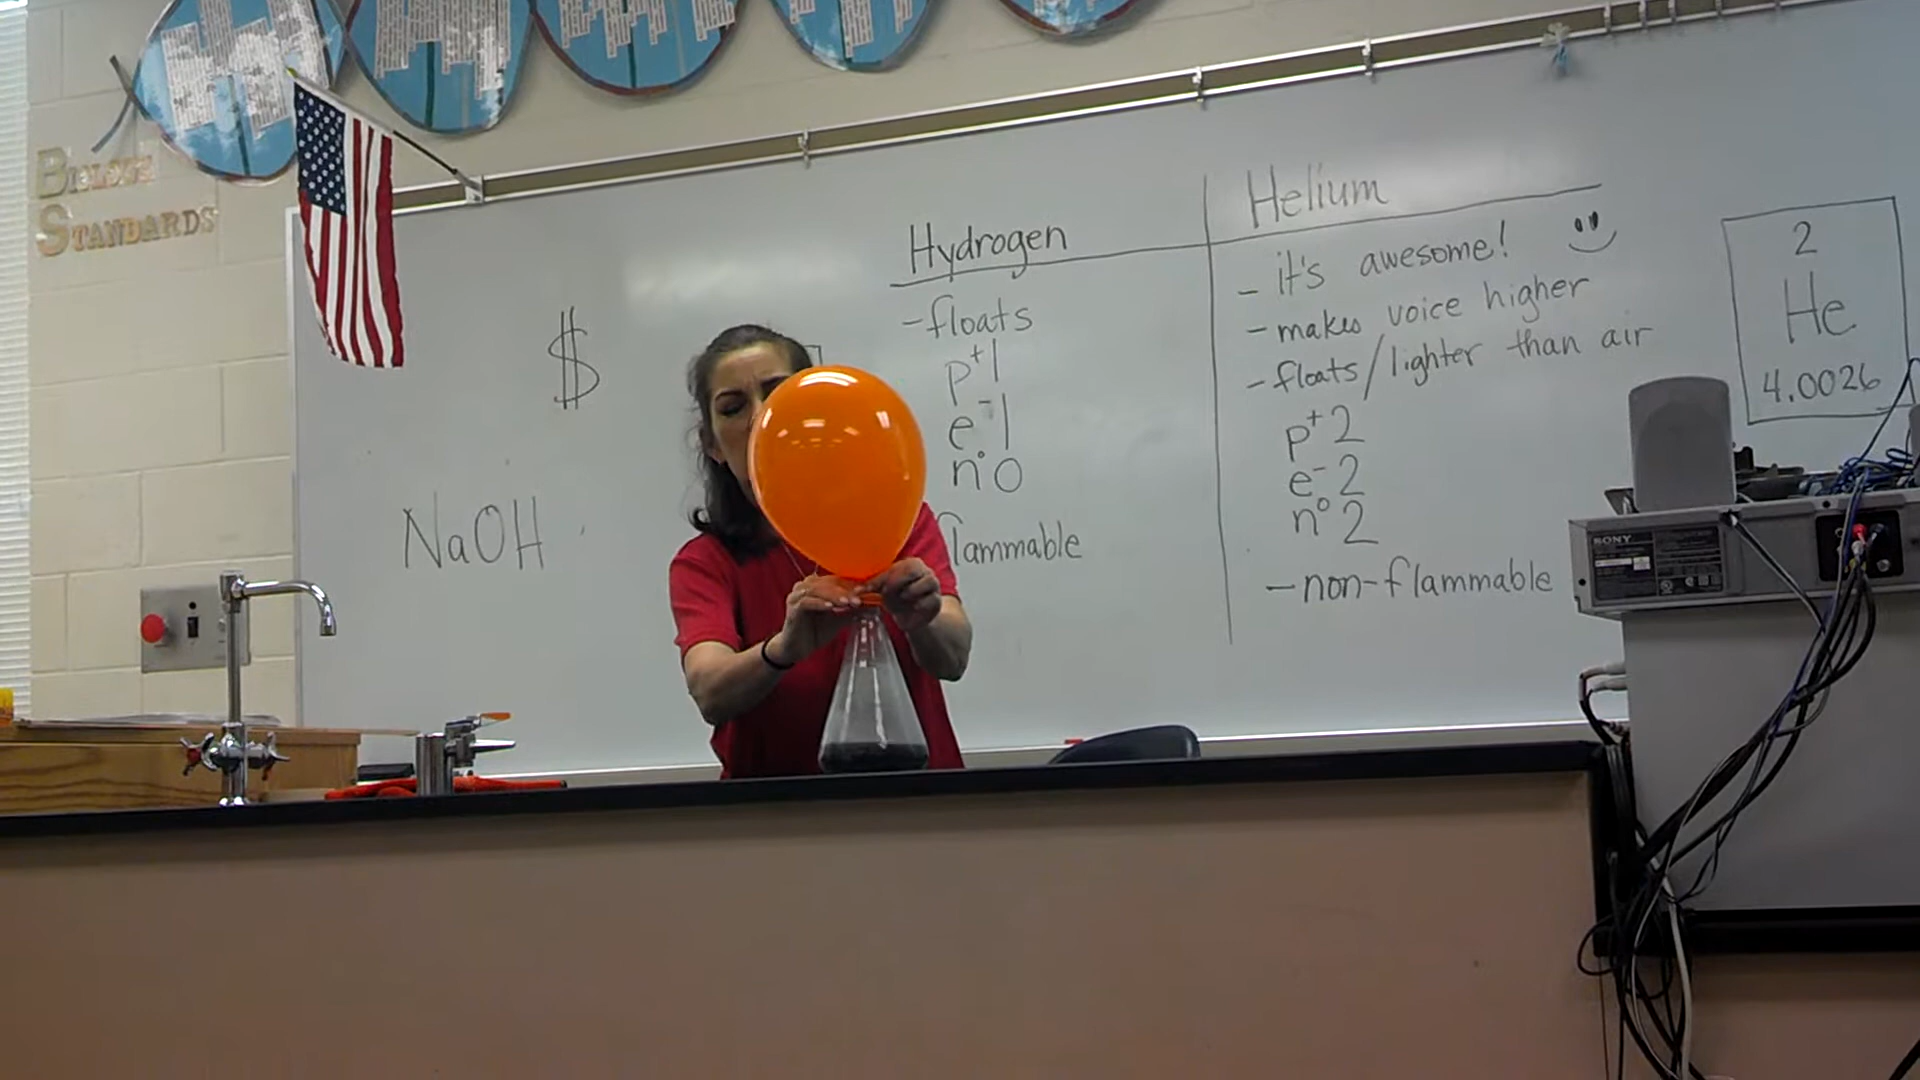 BIOLOGY
STANDARDS
$
NaOH
Hydrogen
- floats
p+ 1
e- 1
n° 0
lammable
Helium
- it's awesome!
- makes voice higher
- floats/lighter than air
p+ 2
e- 2
n° 2
- non-flammable
2
He
4.0026
SONY